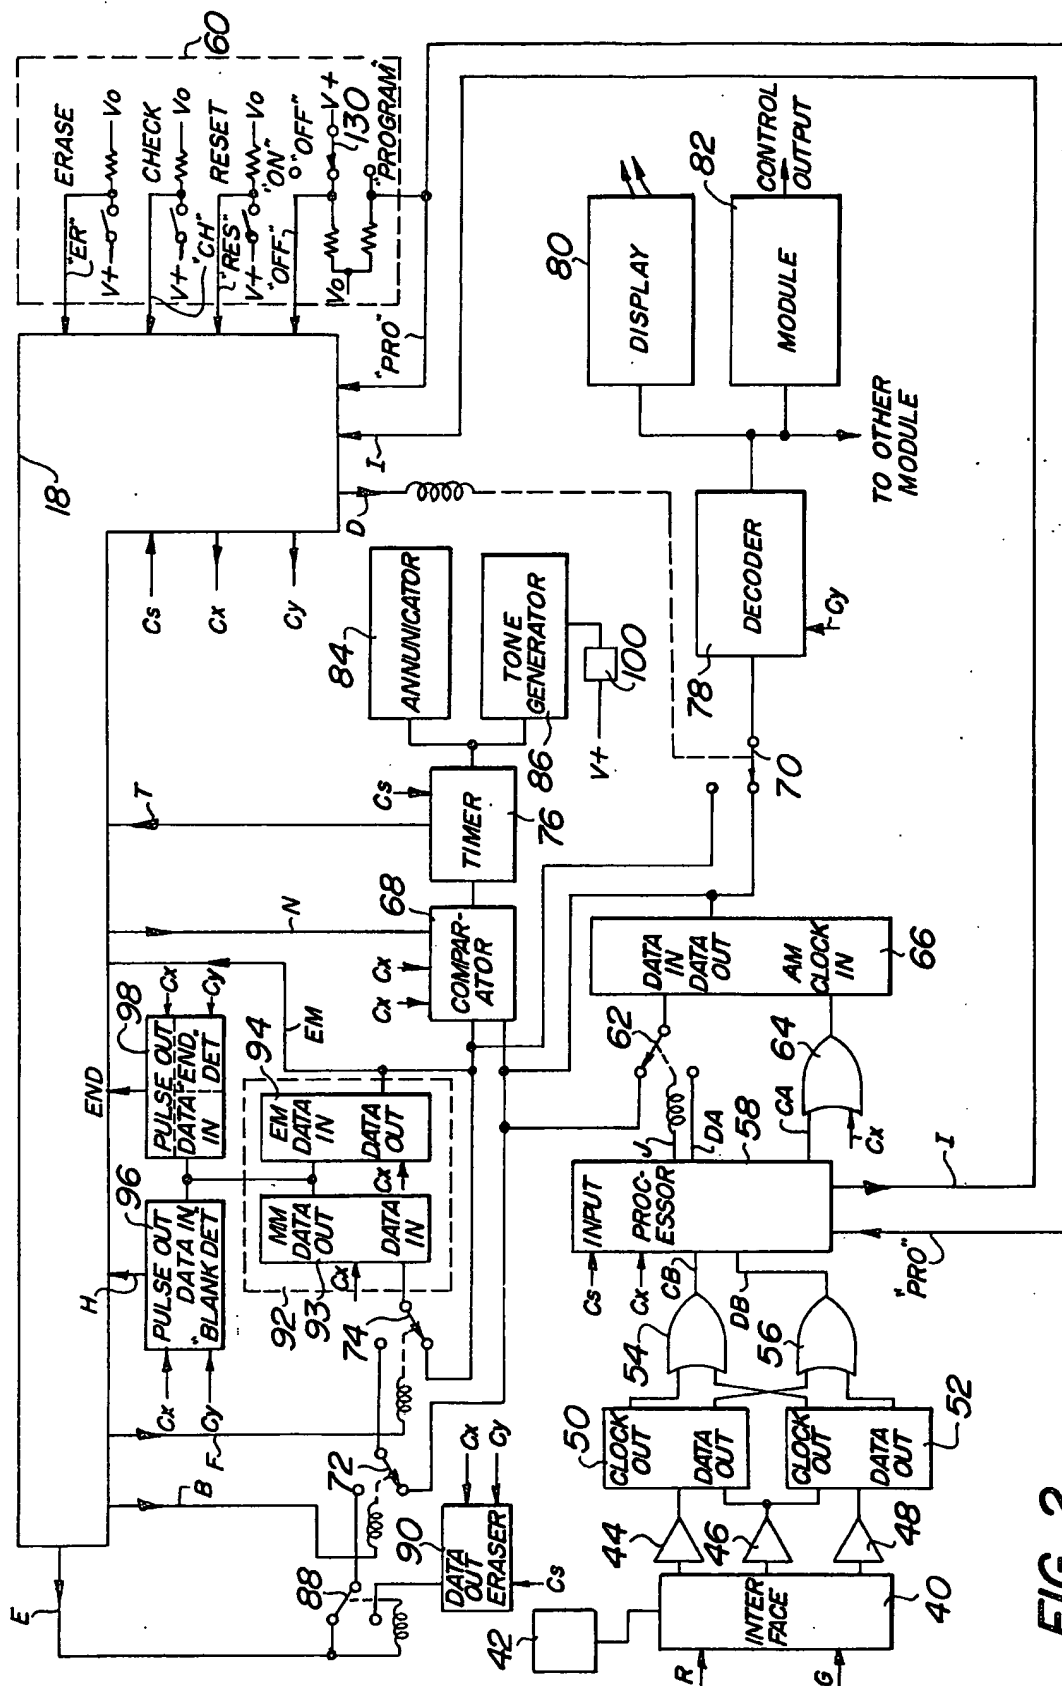 60
ERASE
Vo
"ER"
V+
CHECK
Vo
V+
"CH"
RESET
Vo
"RES"
V+
"ON"
"OFF"
"OFF"
V+
130
Vo
"PROGRAM"
"PRO"
18
I
D
Cs
Cx
Cy
E
B
F
H
END
EM
N
T
96
PULSE OUT
DATA IN
"BLANK DET
Cx
Cy
98
PULSE OUT
DATA "END"
IN DET
Cx
Cy
94
EM
DATA
IN
DATA
OUT
Cx
92
93
MM
DATA
OUT
DATA
IN
Cx
74
72
88
90
DATA
OUT
ERASER
Cx
Cy
Cs
68
COMPAR-
ATOR
Cx
Cx
TIMER
76
Cs
84
ANNUNICATOR
TONE
GENERATOR
86
100
V+
80
DISPLAY
82
MODULE
CONTROL
OUTPUT
TO OTHER
MODULE
78
DECODER
Cy
70
DATA
IN
DATA
OUT
AM
CLOCK
IN
66
62
64
CA
Cx
J
DA
58
INPUT
PROC-
ESSOR
Cs
Cx
CB
DB
"PRO"
I
54
56
50
CLOCK
OUT
DATA
OUT
52
CLOCK
OUT
DATA
OUT
44
46
48
42
INTER
FACE
40
R
G
FIG. 2